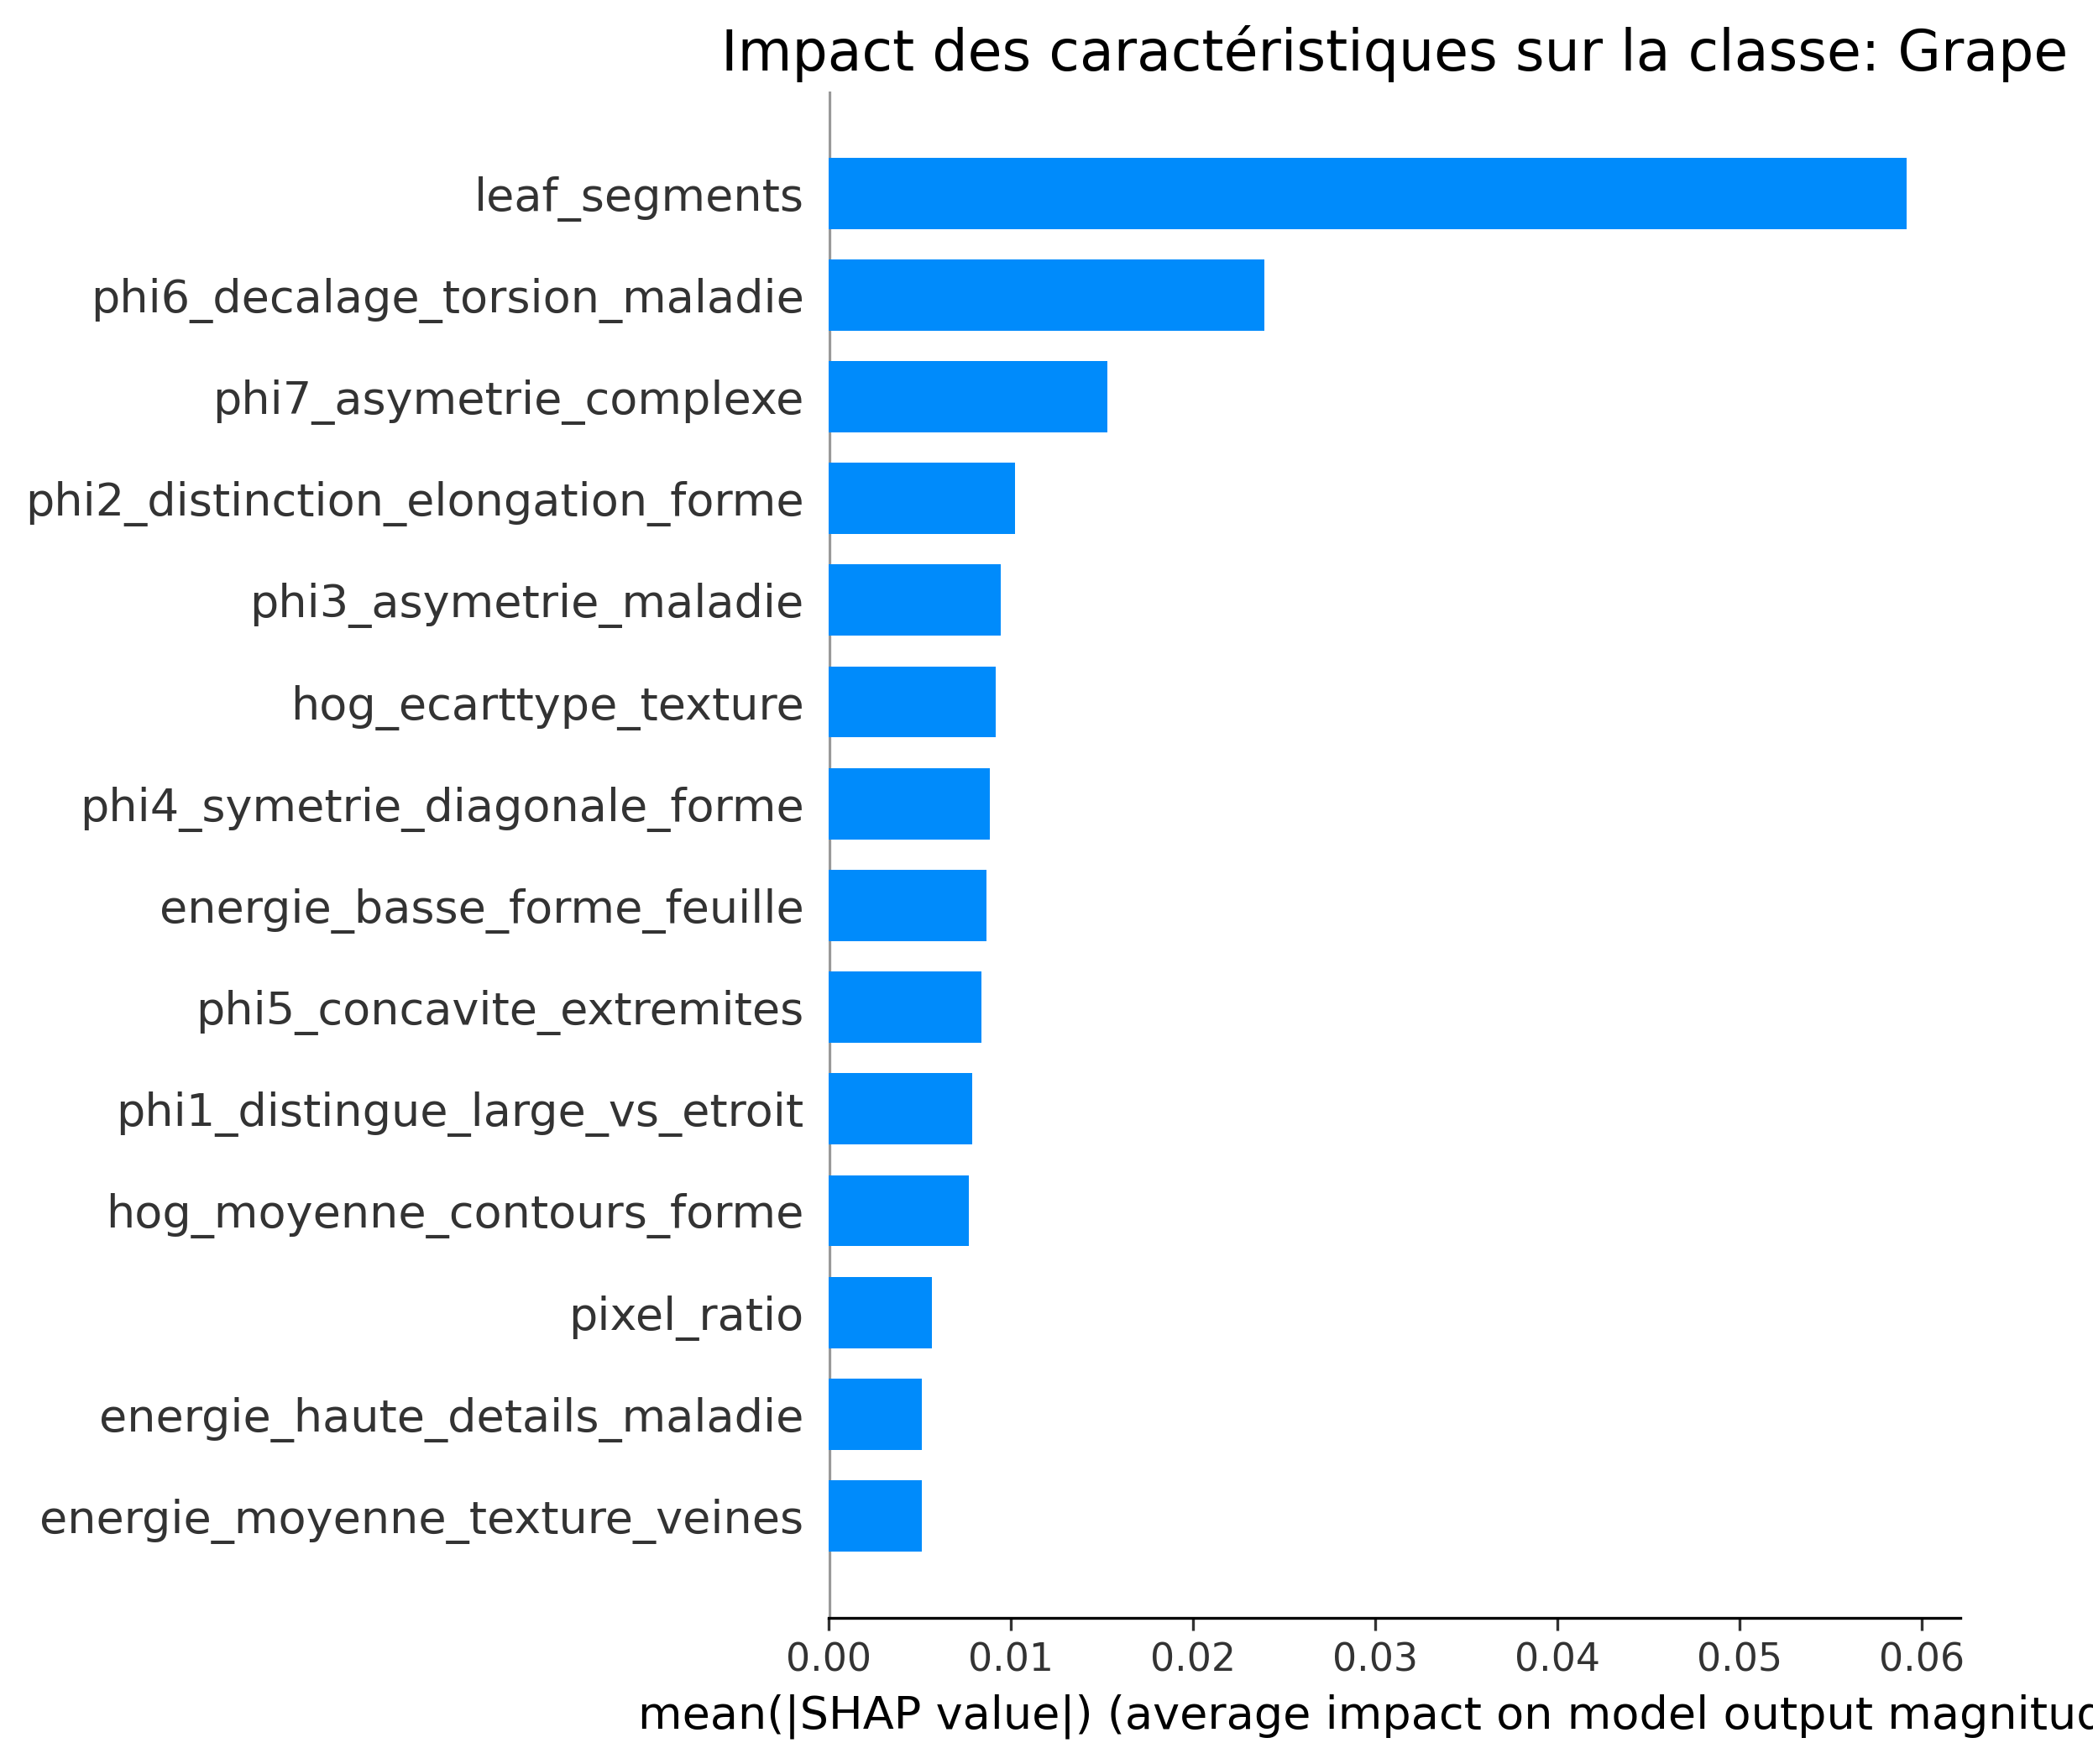 Impact des caractéristiques sur la classe: Grape
leaf_segments
phi6_decalage_torsion_maladie
phi7_asymetrie_complexe
phi2_distinction_elongation_forme
phi3_asymetrie_maladie
hog_ecarttype_texture
phi4_symetrie_diagonale_forme
energie_basse_forme_feuille
phi5_concavite_extremites
phi1_distingue_large_vs_etroit
hog_moyenne_contours_forme
pixel_ratio
energie_haute_details_maladie
energie_moyenne_texture_veines
0.00 0.01 0.02 0.03 0.04 0.05 0.06
mean(|SHAP value|) (average impact on model output